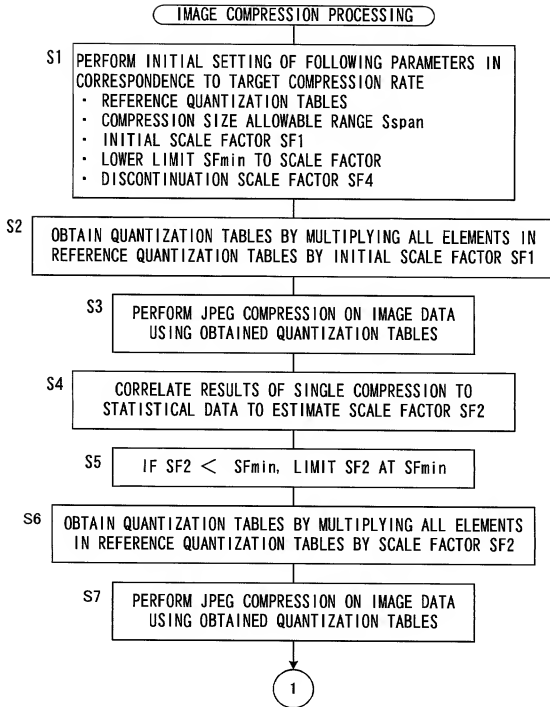 IMAGE COMPRESSION PROCESSING
S1
PERFORM INITIAL SETTING OF FOLLOWING PARAMETERS IN
CORRESPONDENCE TO TARGET COMPRESSION RATE
· REFERENCE QUANTIZATION TABLES
· COMPRESSION SIZE ALLOWABLE RANGE Sspan
· INITIAL SCALE FACTOR SF1
· LOWER LIMIT SFmin TO SCALE FACTOR
· DISCONTINUATION SCALE FACTOR SF4
S2
OBTAIN QUANTIZATION TABLES BY MULTIPLYING ALL ELEMENTS IN
REFERENCE QUANTIZATION TABLES BY INITIAL SCALE FACTOR SF1
S3
PERFORM JPEG COMPRESSION ON IMAGE DATA
USING OBTAINED QUANTIZATION TABLES
S4
CORRELATE RESULTS OF SINGLE COMPRESSION TO
STATISTICAL DATA TO ESTIMATE SCALE FACTOR SF2
S5
IF SF2 < SFmin, LIMIT SF2 AT SFmin
S6
OBTAIN QUANTIZATION TABLES BY MULTIPLYING ALL ELEMENTS
IN REFERENCE QUANTIZATION TABLES BY SCALE FACTOR SF2
S7
PERFORM JPEG COMPRESSION ON IMAGE DATA
USING OBTAINED QUANTIZATION TABLES
1